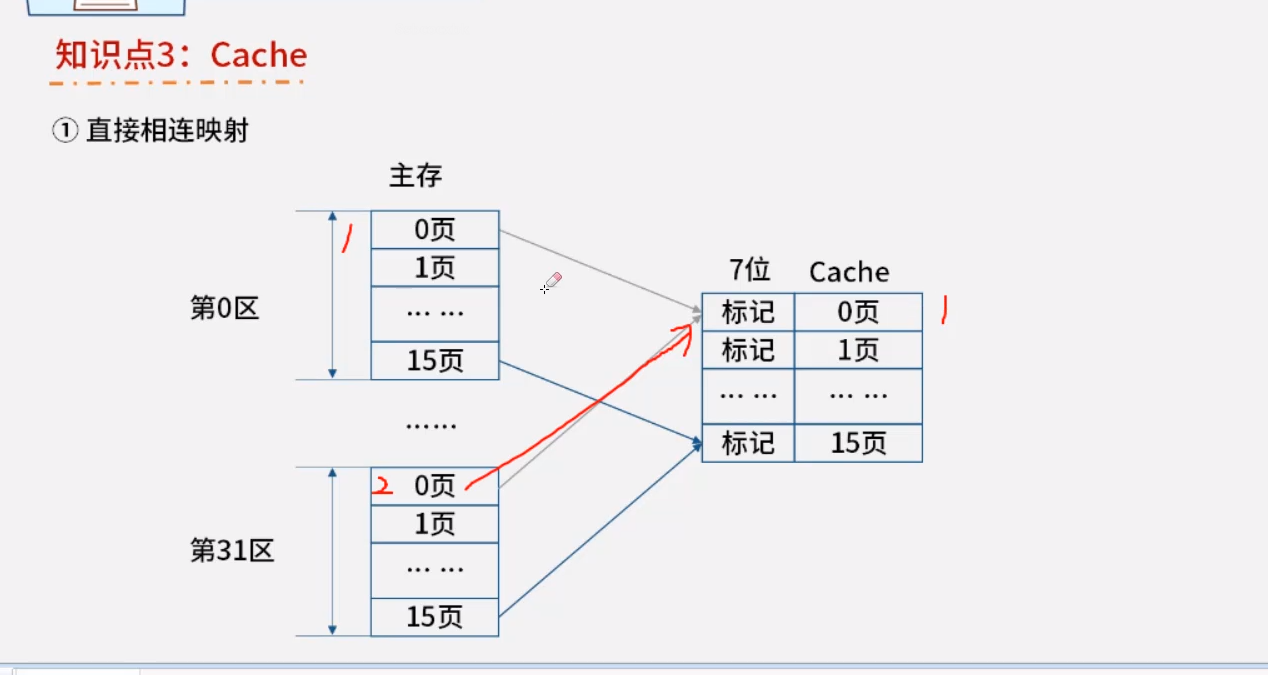 知识点3：Cache
① 直接相连映射
主存
0页
1页
... ...
15页
第0区
......
0页
1页
... ...
15页
第31区
7位 Cache
标记 0页
标记 1页
... ... ... ...
标记 15页
1
2
1